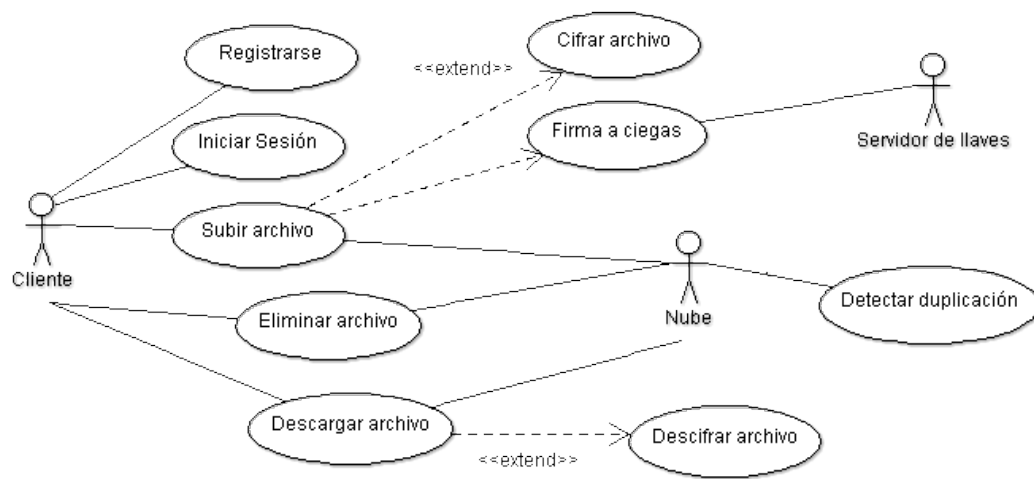 Cifrar archivo
Registrarse
<<extend>>
Firma a ciegas
Servidor de llaves
Iniciar Sesión
Subir archivo
Cliente
Detectar duplicación
Nube
Eliminar archivo
Descargar archivo
Descifrar archivo
<<extend>>